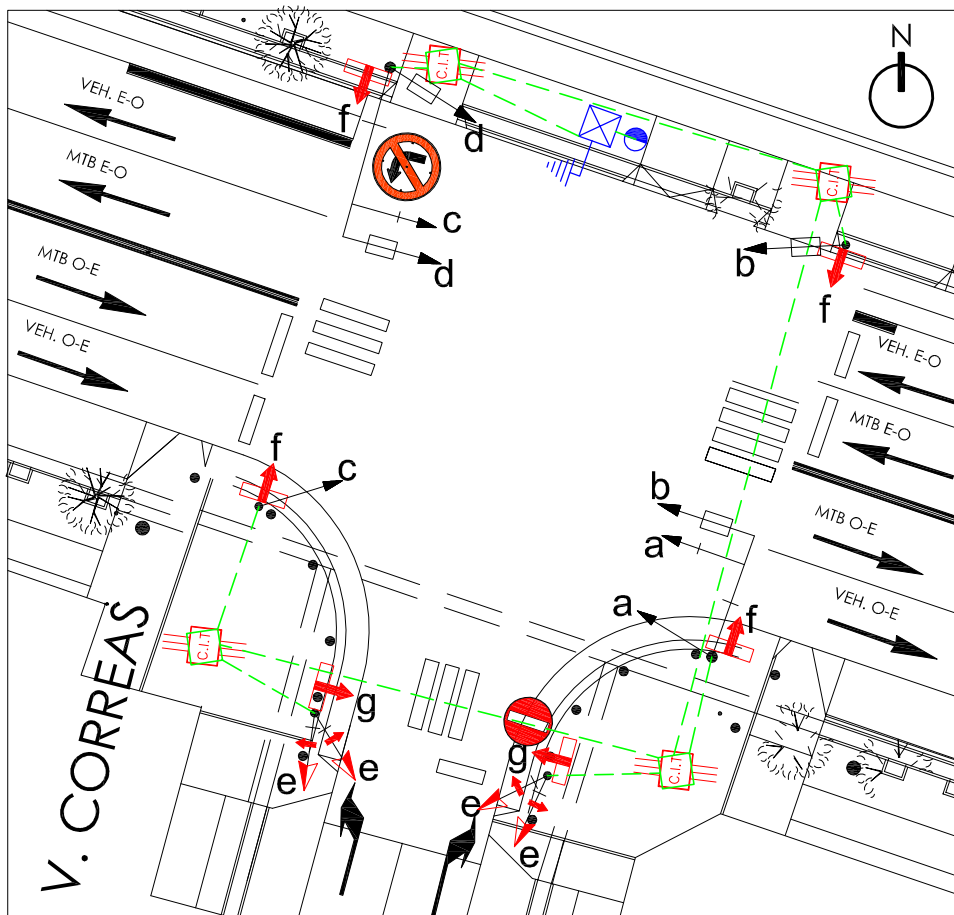 N
C.I.T
VEH. E-O
f
d
C.I.T
MTB E-O
c
b
d
f
MTB O-E
VEH. E-O
VEH. O-E
MTB E-O
f
c
b
MTB O-E
a
VEH. O-E
a
f
C.I.T
g
g
C.I.T
e
e
e
e
V. CORREAS